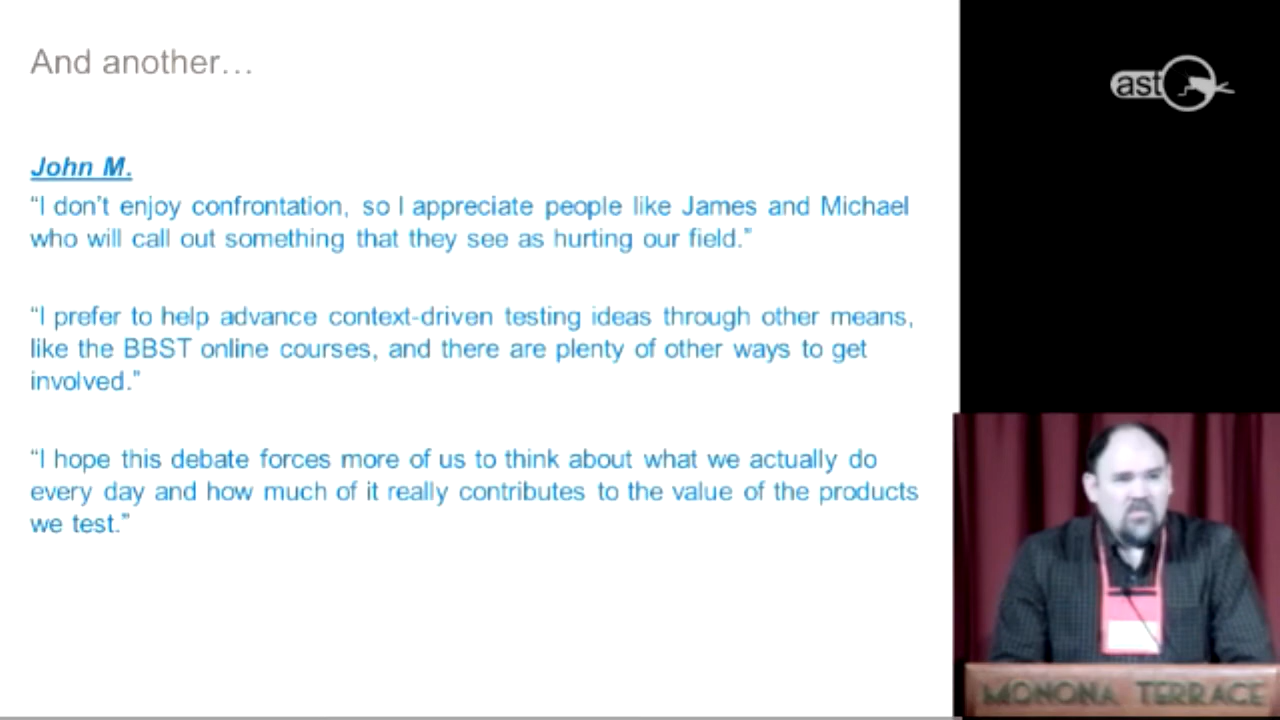 And another…
ast
John M.
“I don’t enjoy confrontation, so I appreciate people like James and Michael
who will call out something that they see as hurting our field.”
“I prefer to help advance context-driven testing ideas through other means,
like the BBST online courses, and there are plenty of other ways to get
involved.”
“I hope this debate forces more of us to think about what we actually do
every day and how much of it really contributes to the value of the products
we test.”
MONONA TERRACE